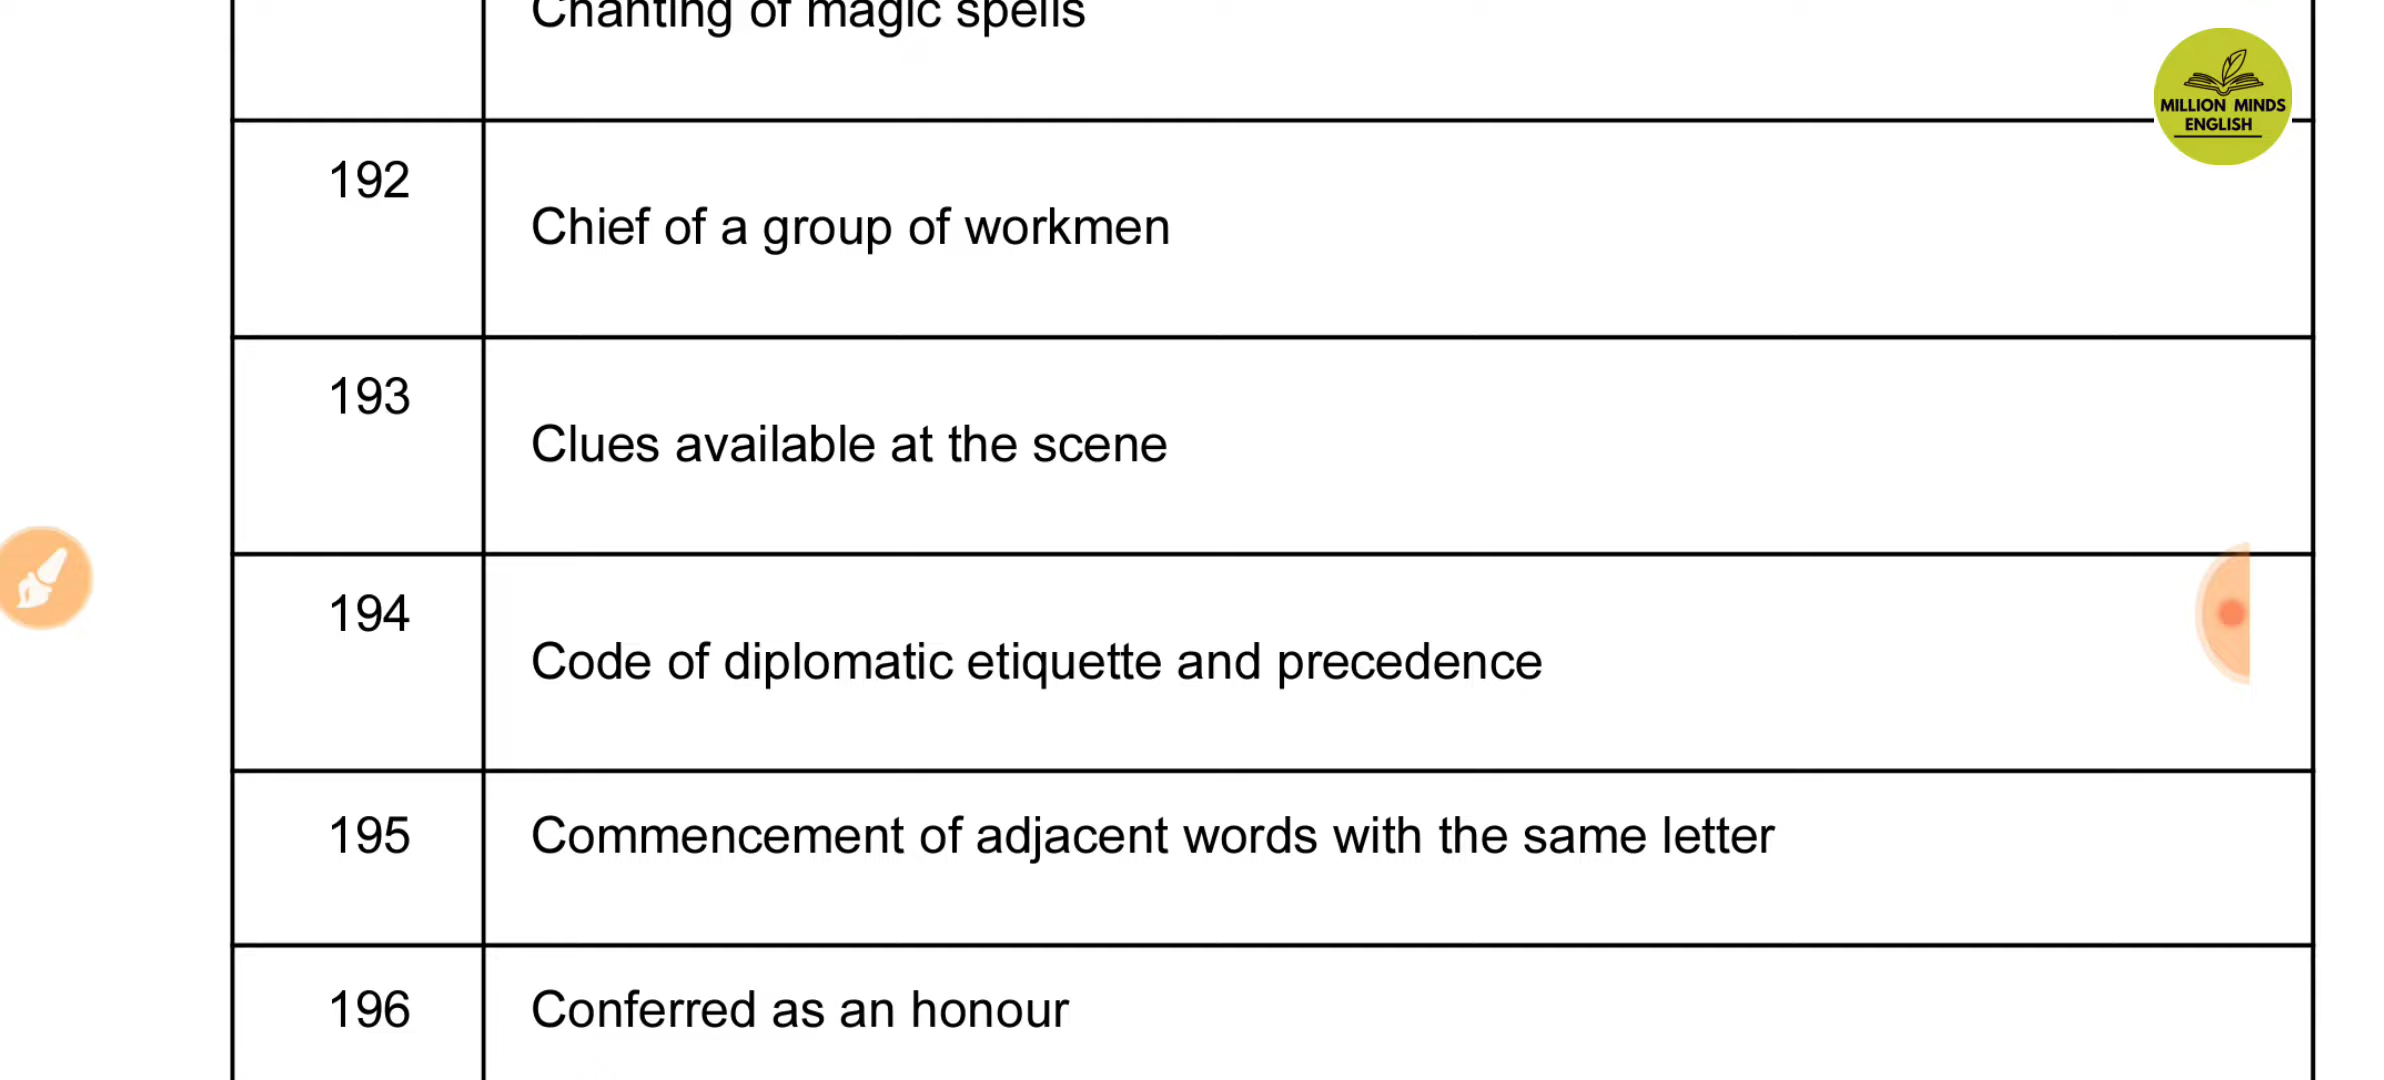 Chanting of magic spells
MILLION MINDS
ENGLISH
192
Chief of a group of workmen
193
Clues available at the scene
194
Code of diplomatic etiquette and precedence
195
Commencement of adjacent words with the same letter
196
Conferred as an honour